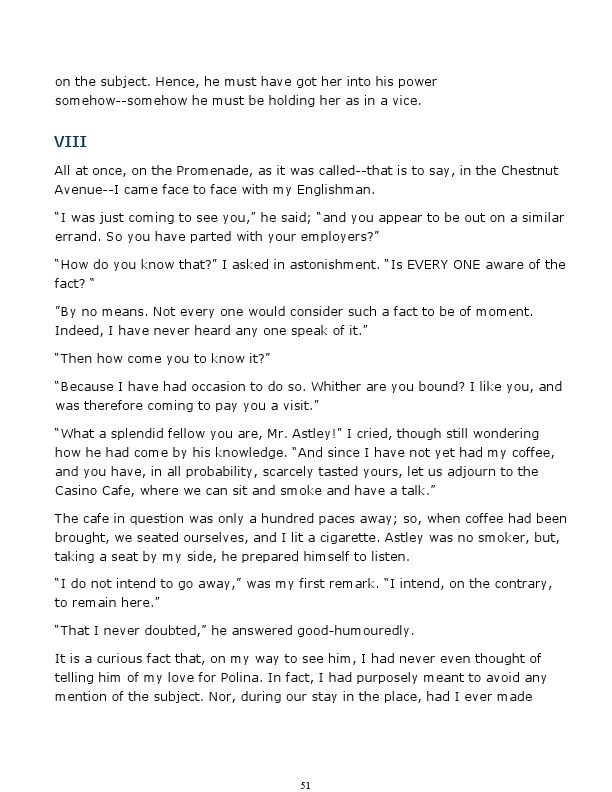 on the subject. Hence, he must have got her into his power
somehow--somehow he must be holding her as in a vice.
VIII
All at once, on the Promenade, as it was called--that is to say, in the Chestnut
Avenue--I came face to face with my Englishman.
“I was just coming to see you,” he said; “and you appear to be out on a similar
errand. So you have parted with your employers?”
“How do you know that?” I asked in astonishment. “Is EVERY ONE aware of the
fact? “
”By no means. Not every one would consider such a fact to be of moment.
Indeed, I have never heard any one speak of it.”
“Then how come you to know it?”
“Because I have had occasion to do so. Whither are you bound? I like you, and
was therefore coming to pay you a visit.”
“What a splendid fellow you are, Mr. Astley!” I cried, though still wondering
how he had come by his knowledge. “And since I have not yet had my coffee,
and you have, in all probability, scarcely tasted yours, let us adjourn to the
Casino Cafe, where we can sit and smoke and have a talk.”
The cafe in question was only a hundred paces away; so, when coffee had been
brought, we seated ourselves, and I lit a cigarette. Astley was no smoker, but,
taking a seat by my side, he prepared himself to listen.
“I do not intend to go away,” was my first remark. “I intend, on the contrary,
to remain here.”
“That I never doubted,” he answered good-humouredly.
It is a curious fact that, on my way to see him, I had never even thought of
telling him of my love for Polina. In fact, I had purposely meant to avoid any
mention of the subject. Nor, during our stay in the place, had I ever made
51